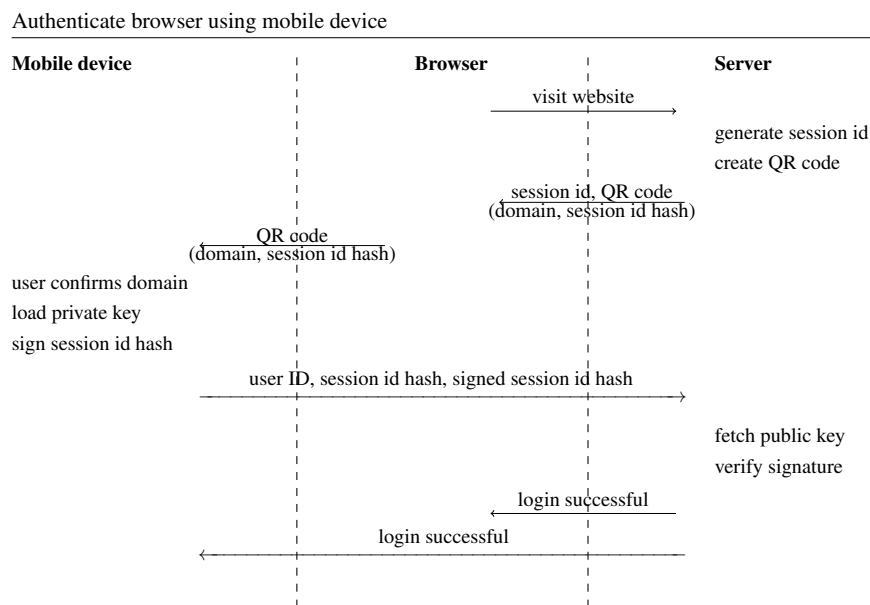 Authenticate browser using mobile device
Mobile device Browser Server
visit website
generate session id
create QR code
session id, QR code
(domain, session id hash)
QR code
(domain, session id hash)
user confirms domain
load private key
sign session id hash
user ID, session id hash, signed session id hash
fetch public key
verify signature
login successful
login successful